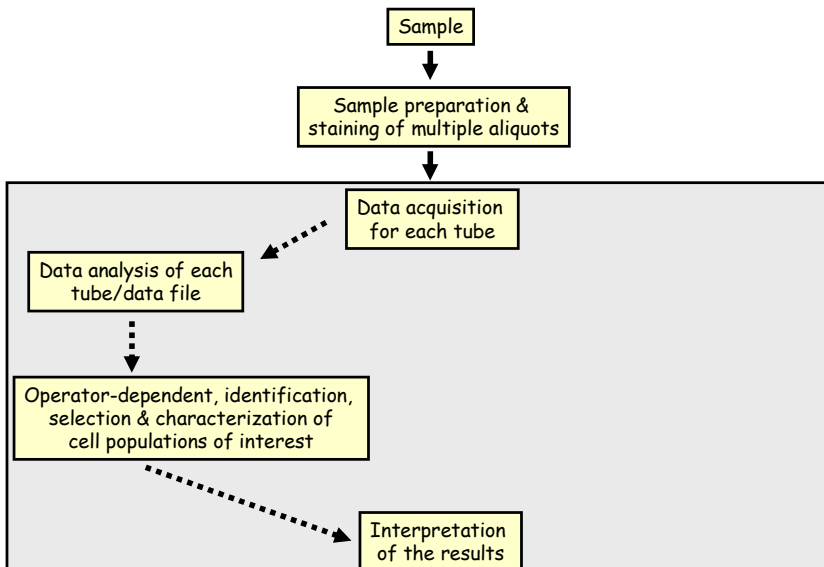 Sample
Sample preparation &
staining of multiple aliquots
Data acquisition
for each tube
Data analysis of each
tube/data file
Operator-dependent, identification,
selection & characterization of
cell populations of interest
Interpretation
of the results